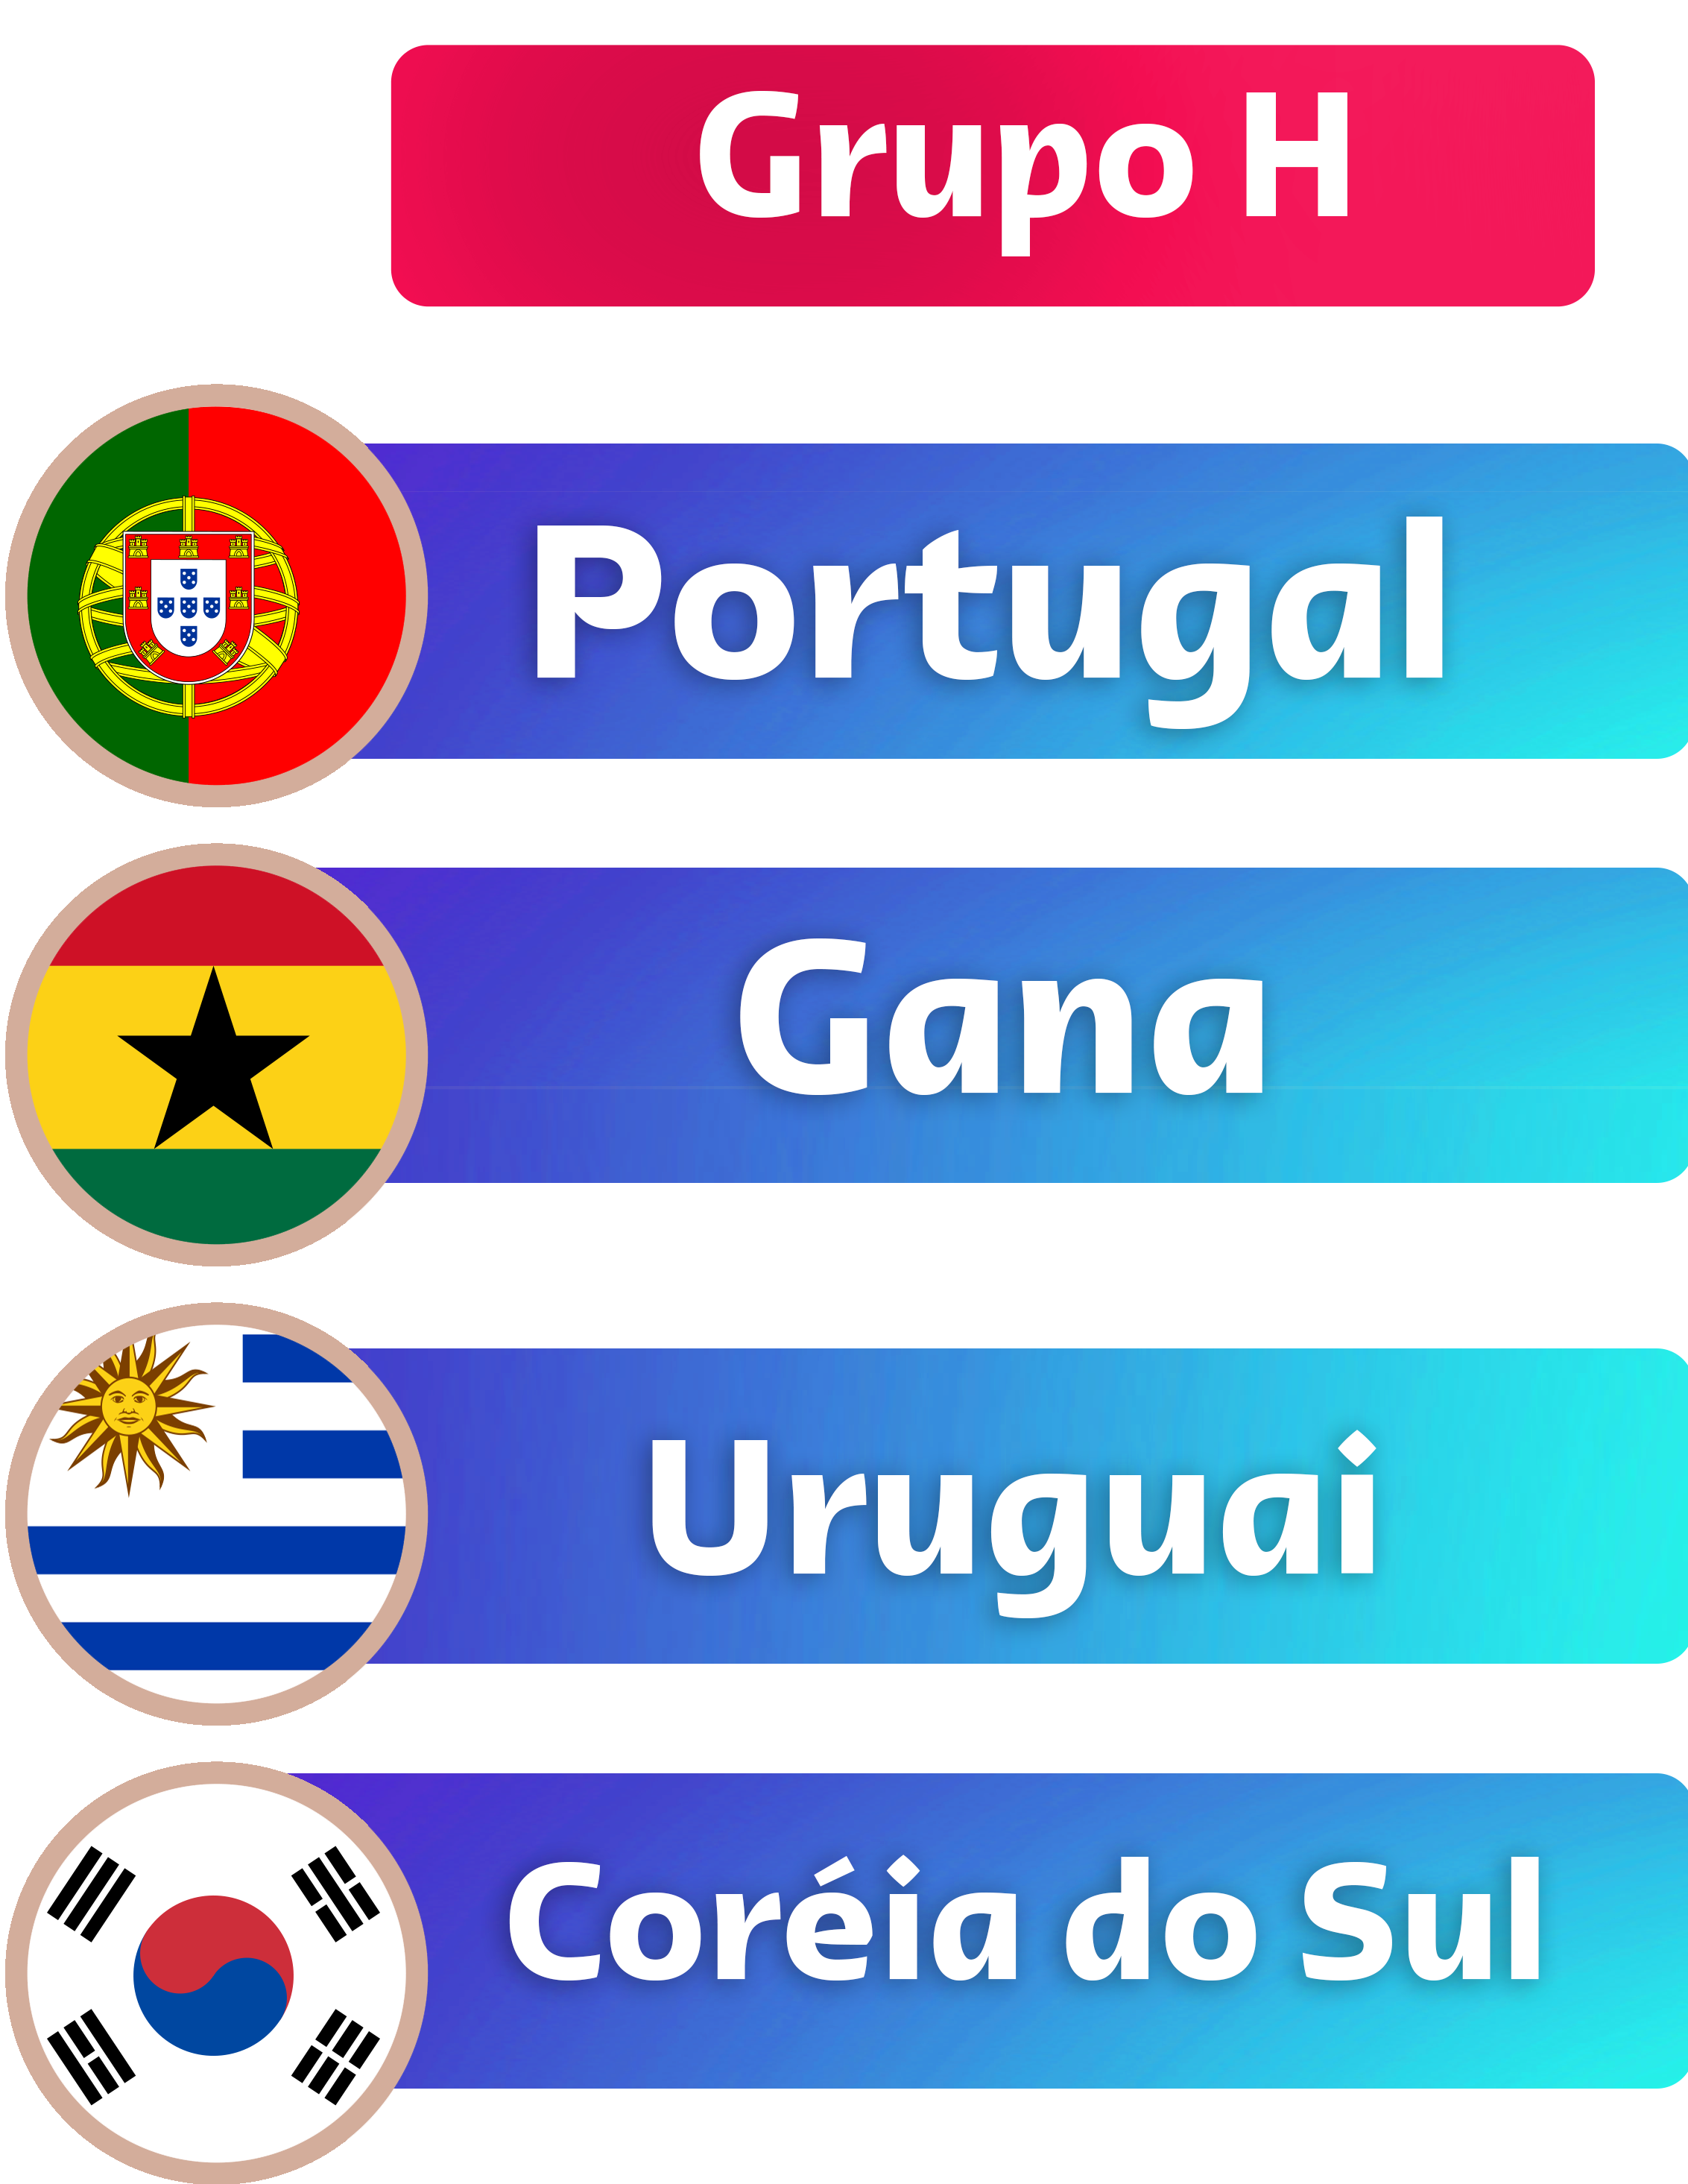 Grupo H
Portugal
Gana
Uruguai
Coréia do Sul